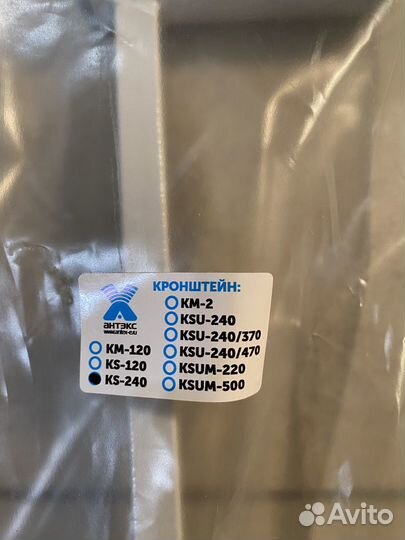 КРОНШТЕЙН:
АНТЭКС
www.antex-e.ru
KM-120
KS-120
KS-240
KM-2
KSU-240
KSU-240/370
KSU-240/470
KSUM-220
KSUM-500
Avito